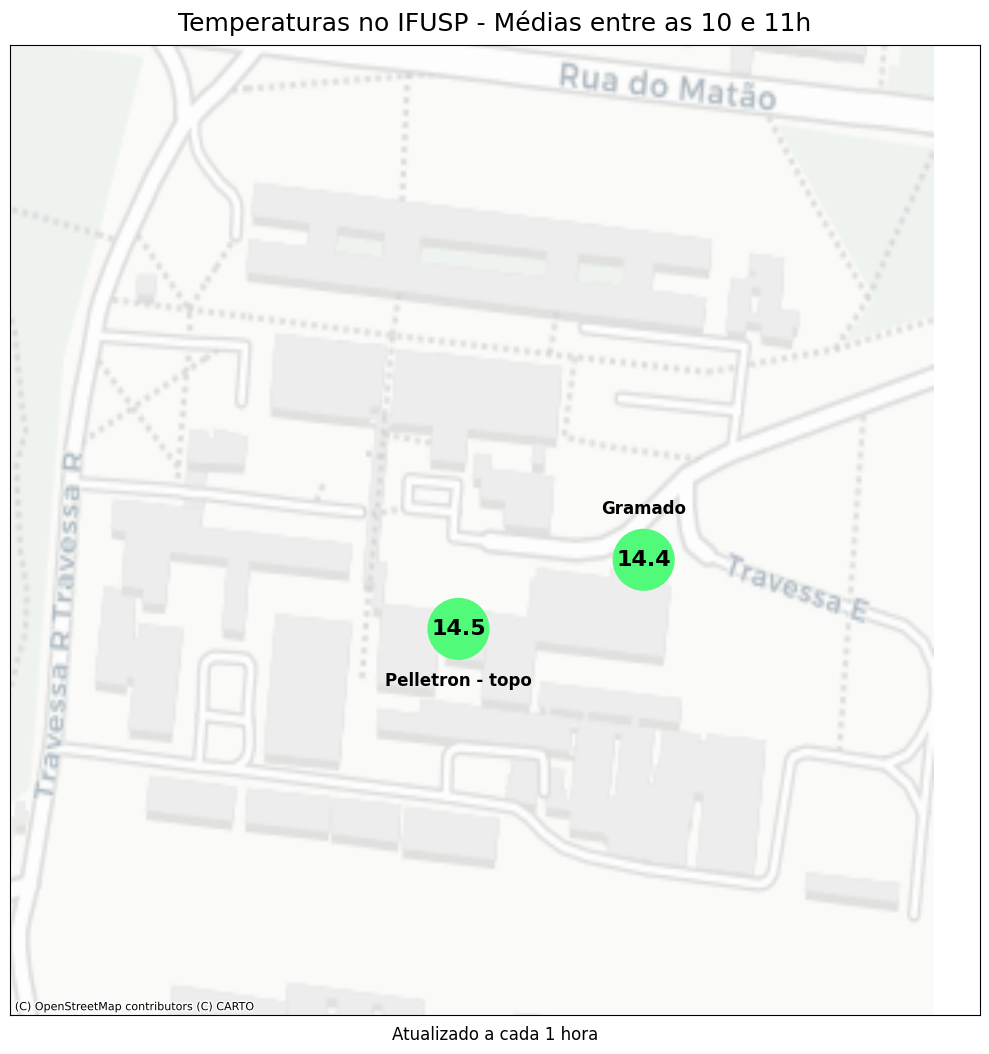 Temperaturas no IFUSP - Médias entre as 10 e 11h
Rua do Matão
Travessa R
Travessa R
Gramado
14.4
Travessa E
14.5
Pelletron - topo
(C) OpenStreetMap contributors (C) CARTO
Atualizado a cada 1 hora